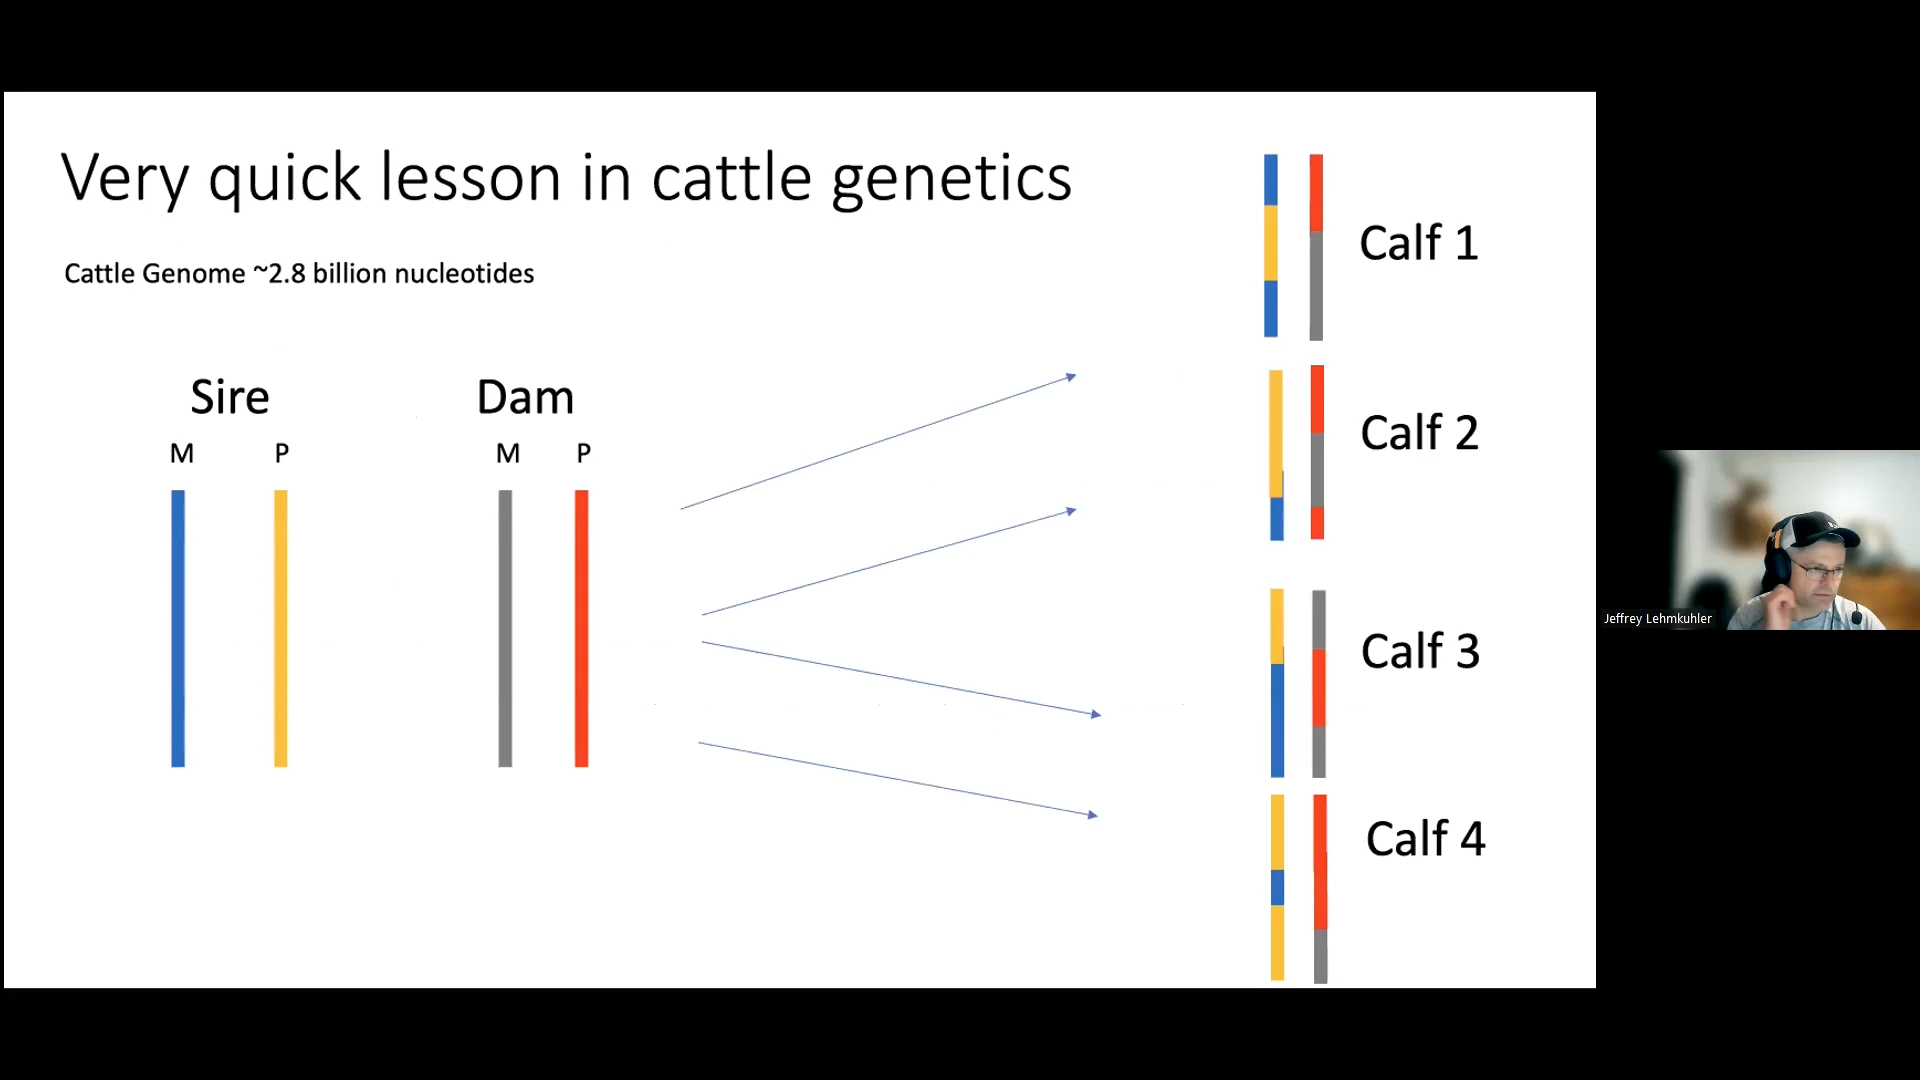 Very quick lesson in cattle genetics
Cattle Genome ~2.8 billion nucleotides
Sire
Dam
M P
M P
Calf 1
Calf 2
Calf 3
Calf 4
Jeffrey Lehmkuhler